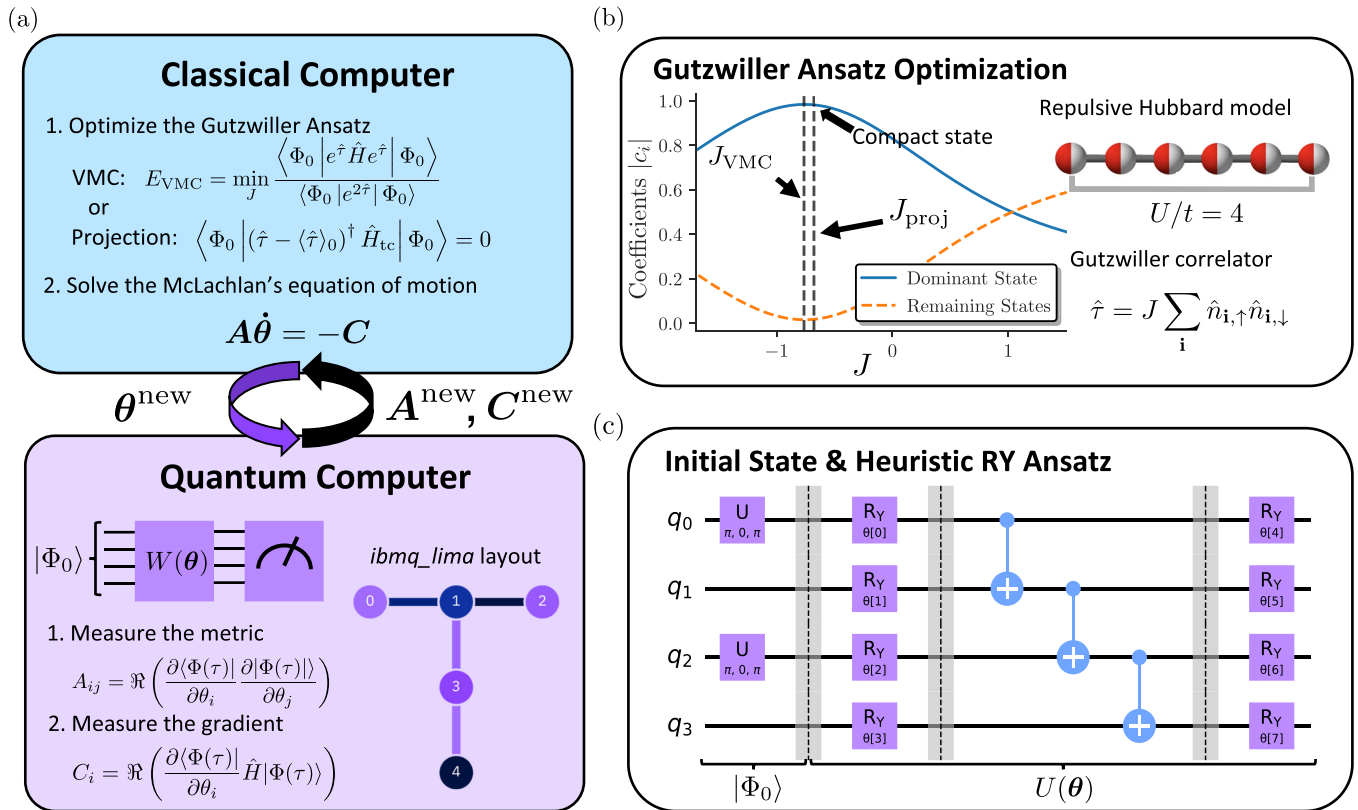 (a)
Classical Computer
1. Optimize the Gutzwiller Ansatz
VMC: E_VMC = min_J ⟨Φ₀|e^τ̂ Ĥ e^τ̂|Φ₀⟩ / ⟨Φ₀|e^{2τ̂}|Φ₀⟩
or
Projection: ⟨Φ₀|(τ̂ − ⟨τ̂⟩₀)† Ĥ_tc|Φ₀⟩ = 0
2. Solve the McLachlan's equation of motion
Aθ̇ = −C
θ^new
A^new, C^new
Quantum Computer
|Φ₀⟩
W(θ)
ibmq_lima layout
0
1
2
3
4
1. Measure the metric
A_ij = ℜ(∂⟨Φ(τ)|/∂θ_i ∂|Φ(τ)|⟩/∂θ_j)
2. Measure the gradient
C_i = ℜ(∂⟨Φ(τ)|/∂θ_i Ĥ|Φ(τ)⟩)
(b)
Gutzwiller Ansatz Optimization
Coefficients |c_i|
1.0
0.8
0.6
0.4
0.2
0.0
−1
0
1
J
Compact state
J_VMC
J_proj
Dominant State
Remaining States
Repulsive Hubbard model
U/t = 4
Gutzwiller correlator
τ̂ = J ∑_i n̂_{i,↑} n̂_{i,↓}
(c)
Initial State & Heuristic RY Ansatz
q₀
U
π, 0, π
R_Y
θ[0]
R_Y
θ[4]
q₁
R_Y
θ[1]
R_Y
θ[5]
q₂
U
π, 0, π
R_Y
θ[2]
R_Y
θ[6]
q₃
R_Y
θ[3]
R_Y
θ[7]
|Φ₀⟩
U(θ)